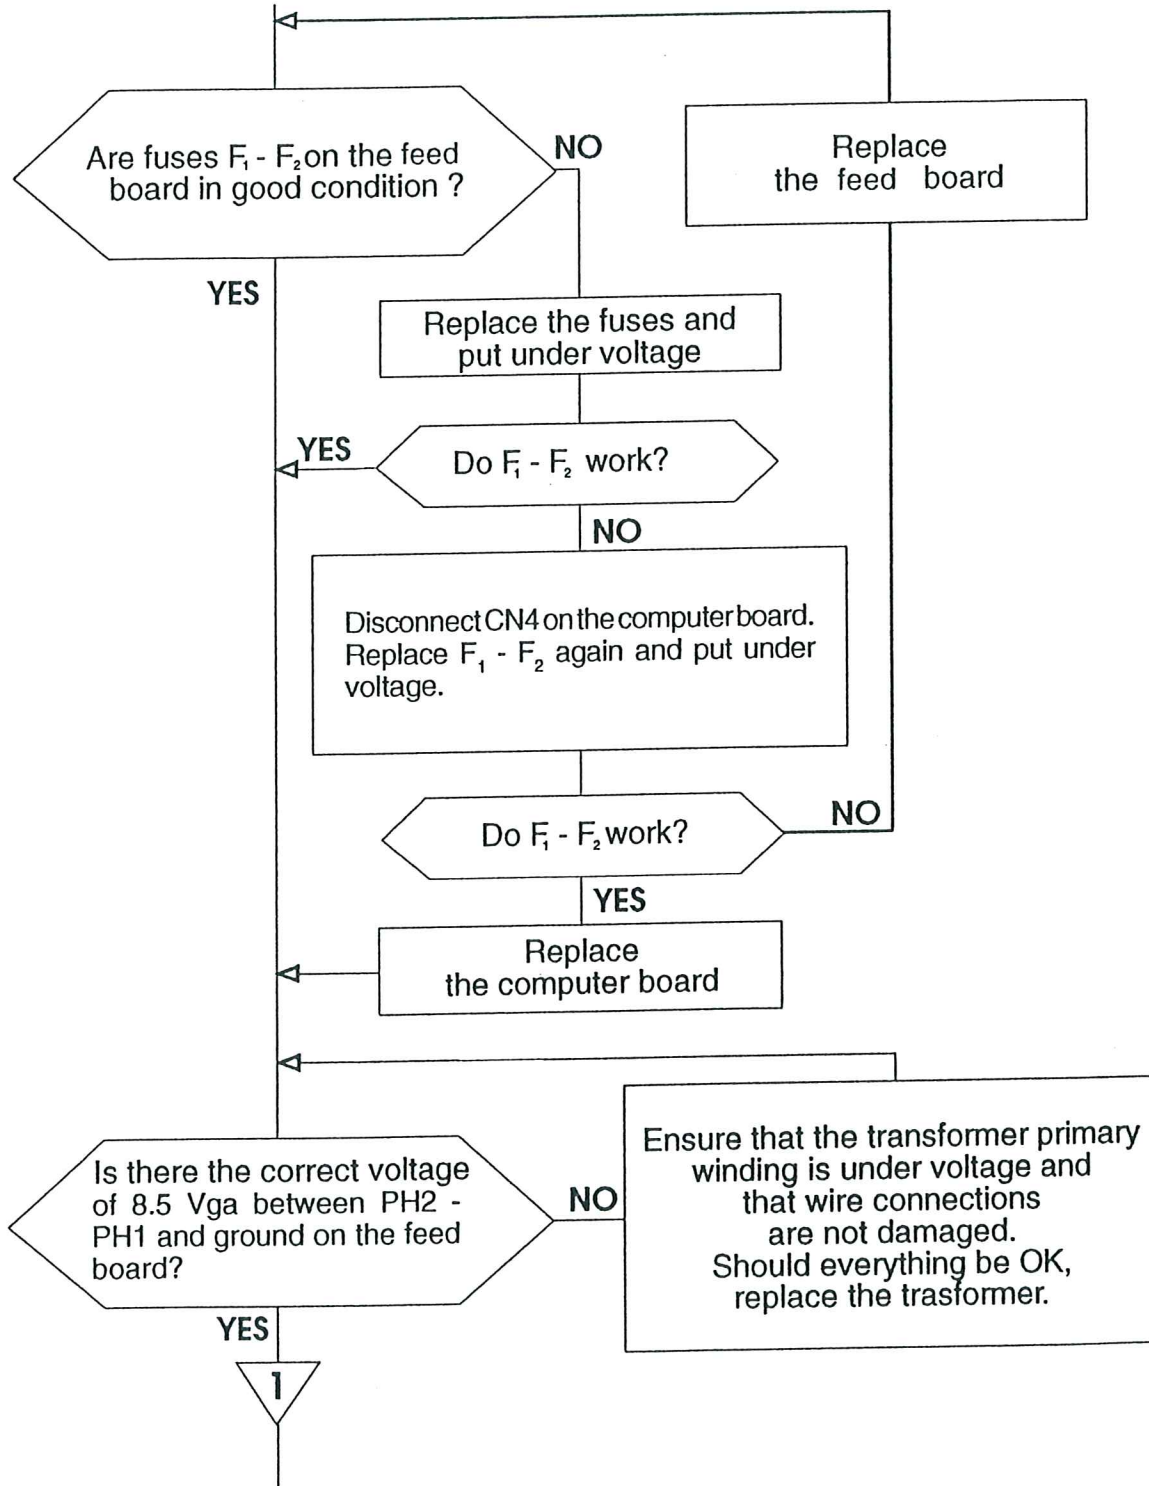 Are fuses F₁ - F₂ on the feed
board in good condition ?
NO
Replace
the feed board
YES
Replace the fuses and
put under voltage
YES
Do F₁ - F₂ work?
NO
Disconnect CN4 on the computer board.
Replace F₁ - F₂ again and put under
voltage.
Do F₁ - F₂ work?
NO
YES
Replace
the computer board
Is there the correct voltage
of 8.5 Vga between PH2 -
PH1 and ground on the feed
board?
NO
Ensure that the transformer primary
winding is under voltage and
that wire connections
are not damaged.
Should everything be OK,
replace the trasformer.
YES
1